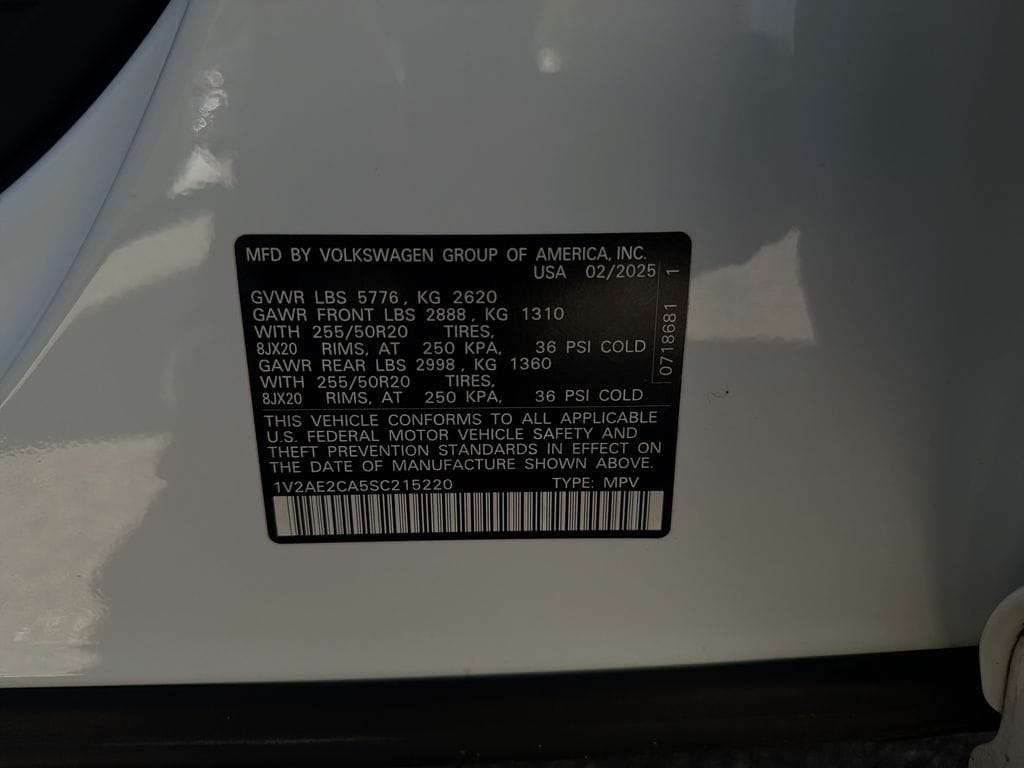 MFD BY VOLKSWAGEN GROUP OF AMERICA, INC.
USA 02/2025
GVWR LBS 5776, KG 2620
GAWR FRONT LBS 2888, KG 1310
WITH 255/50R20 TIRES,
8JX20 RIMS, AT 250 KPA, 36 PSI COLD
GAWR REAR LBS 2998, KG 1360
WITH 255/50R20 TIRES,
8JX20 RIMS, AT 250 KPA, 36 PSI COLD
0718681 1
THIS VEHICLE CONFORMS TO ALL APPLICABLE
U.S. FEDERAL MOTOR VEHICLE SAFETY AND
THEFT PREVENTION STANDARDS IN EFFECT ON
THE DATE OF MANUFACTURE SHOWN ABOVE.
1V2AE2CA5SC215220 TYPE: MPV